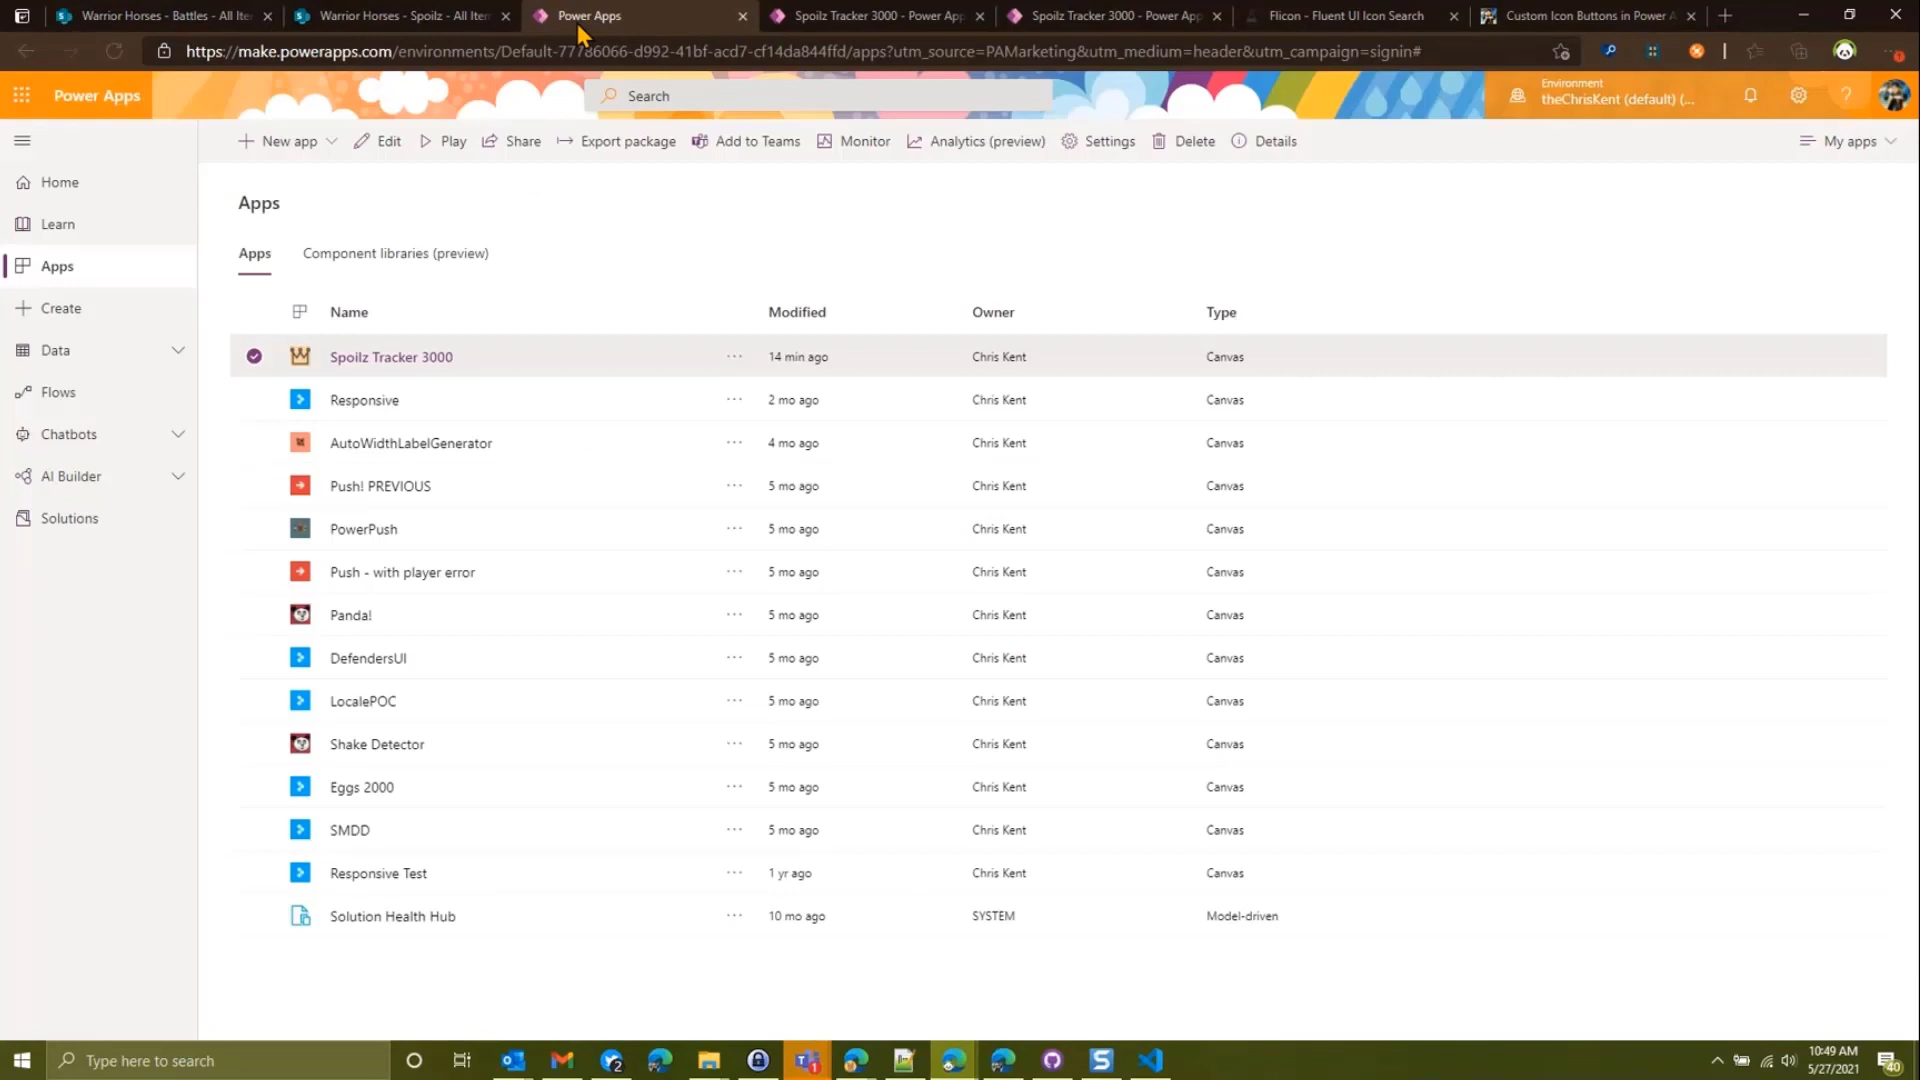 Warrior Horses - Battles - All Ite
Warrior Horses - Spoilz - All Item
Power Apps
Spoilz Tracker 3000 - Power App
Spoilz Tracker 3000 - Power App
Flicon - Fluent UI Icon Search
Custom Icon Buttons in Power A
https://make.powerapps.com/environments/Default-77786066-d992-41bf-acd7-cf14da844ffd/apps?utm_source=PAMarketing&utm_medium=header&utm_campaign=signin#
Power Apps
Search
Environment
theChrisKent (default) (...
New app
Edit
Play
Share
Export package
Add to Teams
Monitor
Analytics (preview)
Settings
Delete
Details
My apps
Home
Learn
Apps
Create
Data
Flows
Chatbots
AI Builder
Solutions
Apps
Apps
Component libraries (preview)
Name Modified Owner Type
Spoilz Tracker 3000 ... 14 min ago Chris Kent Canvas
Responsive ... 2 mo ago Chris Kent Canvas
AutoWidthLabelGenerator ... 4 mo ago Chris Kent Canvas
Push! PREVIOUS ... 5 mo ago Chris Kent Canvas
PowerPush ... 5 mo ago Chris Kent Canvas
Push - with player error ... 5 mo ago Chris Kent Canvas
Panda! ... 5 mo ago Chris Kent Canvas
DefendersUI ... 5 mo ago Chris Kent Canvas
LocalePOC ... 5 mo ago Chris Kent Canvas
Shake Detector ... 5 mo ago Chris Kent Canvas
Eggs 2000 ... 5 mo ago Chris Kent Canvas
SMDD ... 5 mo ago Chris Kent Canvas
Responsive Test ... 1 yr ago Chris Kent Canvas
Solution Health Hub ... 10 mo ago SYSTEM Model-driven
Type here to search
2
1
10:49 AM
5/27/2021
40